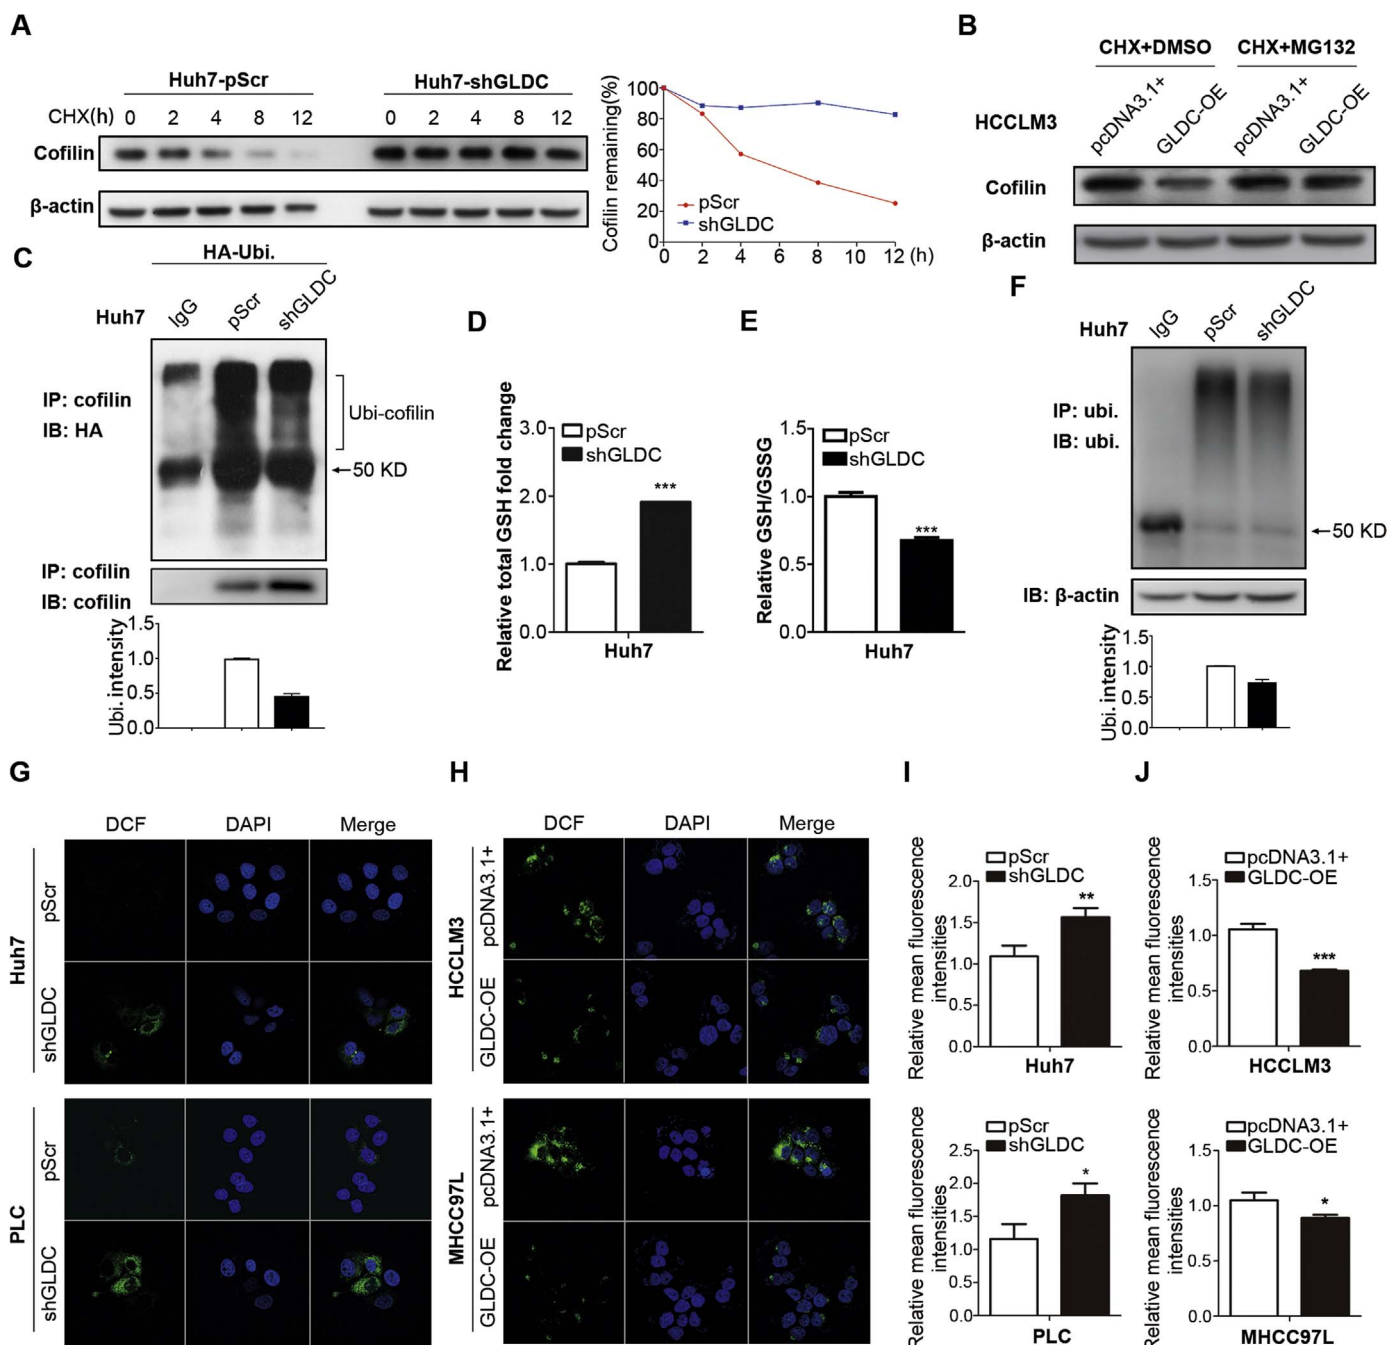 A
Huh7-pScr
Huh7-shGLDC
CHX(h) 0 2 4 8 12 0 2 4 8 12
Cofilin
β-actin
Cofilin remaining(%)
100
80
60
40
20
0
pScr
shGLDC
0 2 4 6 8 10 12 (h)
B
CHX+DMSO CHX+MG132
HCCLM3
pcDNA3.1+ GLDC-OE pcDNA3.1+ GLDC-OE
Cofilin
β-actin
C
HA-Ubi.
Huh7 IgG pScr shGLDC
IP: cofilin
IB: HA
Ubi-cofilin
←50 KD
IP: cofilin
IB: cofilin
Ubi. intensity
1.5
1.0
0.5
0.0
D
Relative total GSH fold change
3.0
2.0
1.0
0.0
pScr
shGLDC
***
Huh7
E
Relative GSH/GSSG
1.5
1.0
0.5
0.0
pScr
shGLDC
***
Huh7
F
Huh7 IgG pScr shGLDC
IP: ubi.
IB: ubi.
←50 KD
IB: β-actin
Ubi. intensity
1.5
1.0
0.5
0.0
G
DCF DAPI Merge
Huh7
pScr
shGLDC
PLC
pScr
shGLDC
H
DCF DAPI Merge
HCCLM3
pcDNA3.1+
GLDC-OE
MHCC97L
pcDNA3.1+
GLDC-OE
I
Relative mean fluorescence
intensities
pScr
shGLDC
2.0
1.5
1.0
0.5
0.0
**
Huh7
Relative mean fluorescence
intensities
pScr
shGLDC
2.5
2.0
1.5
1.0
0.5
0.0
*
PLC
J
Relative mean fluorescence
intensities
pcDNA3.1+
GLDC-OE
1.5
1.0
0.5
0.0
***
HCCLM3
Relative mean fluorescence
intensities
pcDNA3.1+
GLDC-OE
1.5
1.0
0.5
0.0
*
MHCC97L